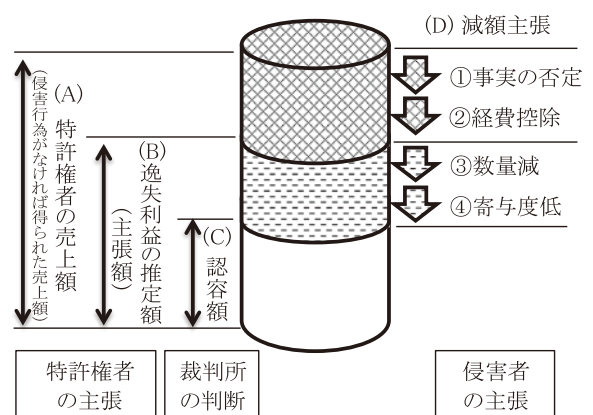 (D) 減額主張
①事実の否定
②経費控除
③数量減
④寄与度低
(A) 特許権者の売上額
(侵害行為がなければ得られた売上額)
(B) 逸失利益の推定額
(主張額)
(C) 認容額
特許権者
の主張
裁判所
の判断
侵害者
の主張